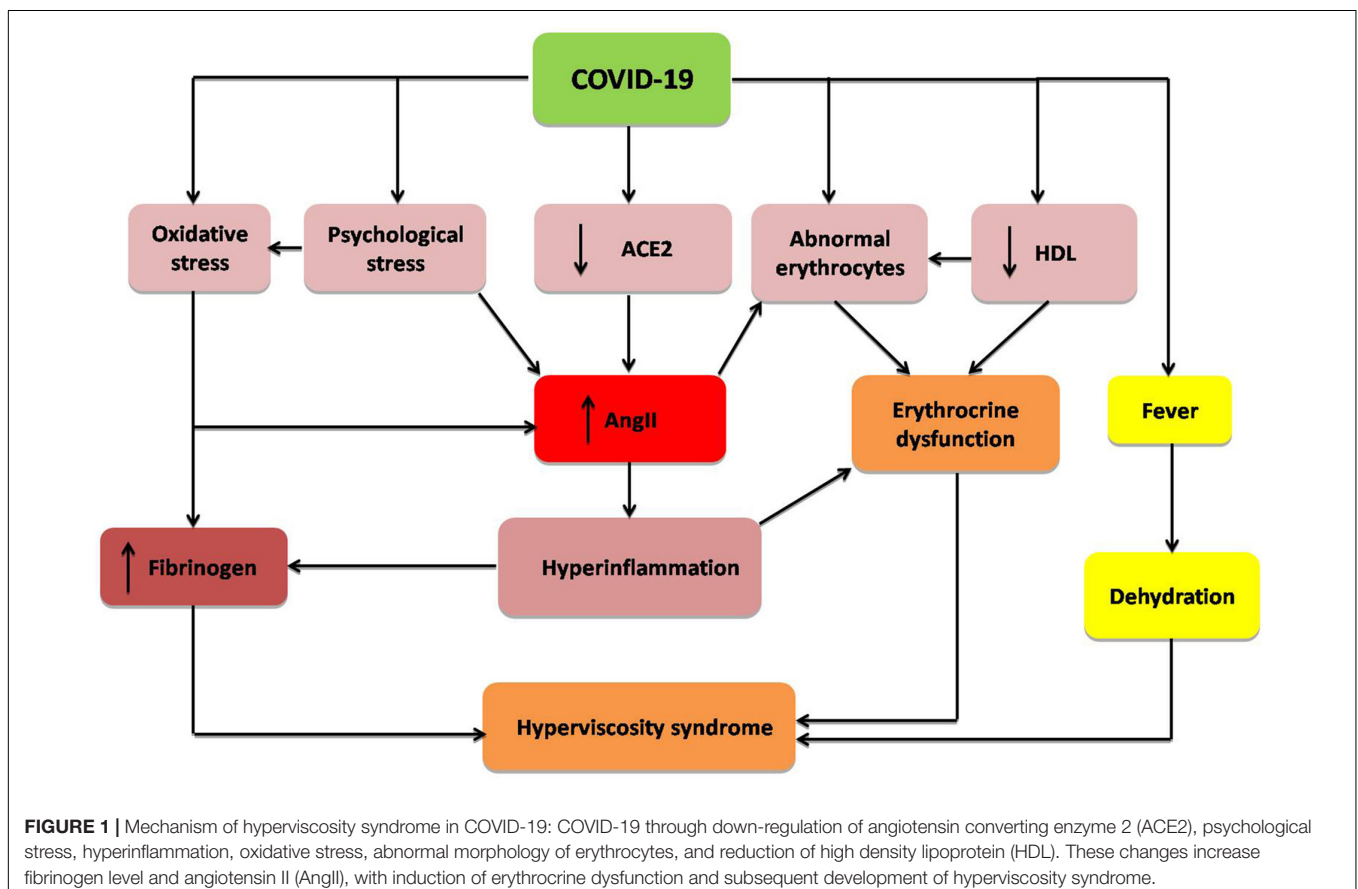 COVID-19
Oxidative
stress
Psychological
stress
ACE2
Abnormal
erythrocytes
HDL
AngII
Erythrocrine
dysfunction
Fever
Fibrinogen
Hyperinflammation
Dehydration
Hyperviscosity syndrome
FIGURE 1 | Mechanism of hyperviscosity syndrome in COVID-19: COVID-19 through down-regulation of angiotensin converting enzyme 2 (ACE2), psychological
stress, hyperinflammation, oxidative stress, abnormal morphology of erythrocytes, and reduction of high density lipoprotein (HDL). These changes increase
fibrinogen level and angiotensin II (AngII), with induction of erythrocrine dysfunction and subsequent development of hyperviscosity syndrome.